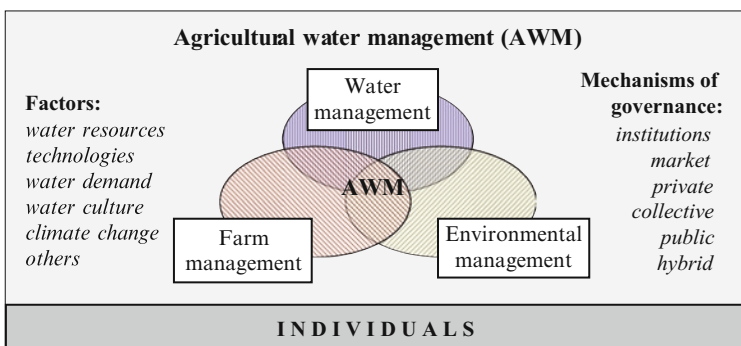 Agricultural water management (AWM)
Factors:
water resources
technologies
water demand
water culture
climate change
others
Water
management
AWM
Farm
management
Environmental
management
Mechanisms of
governance:
institutions
market
private
collective
public
hybrid
INDIVIDUALS